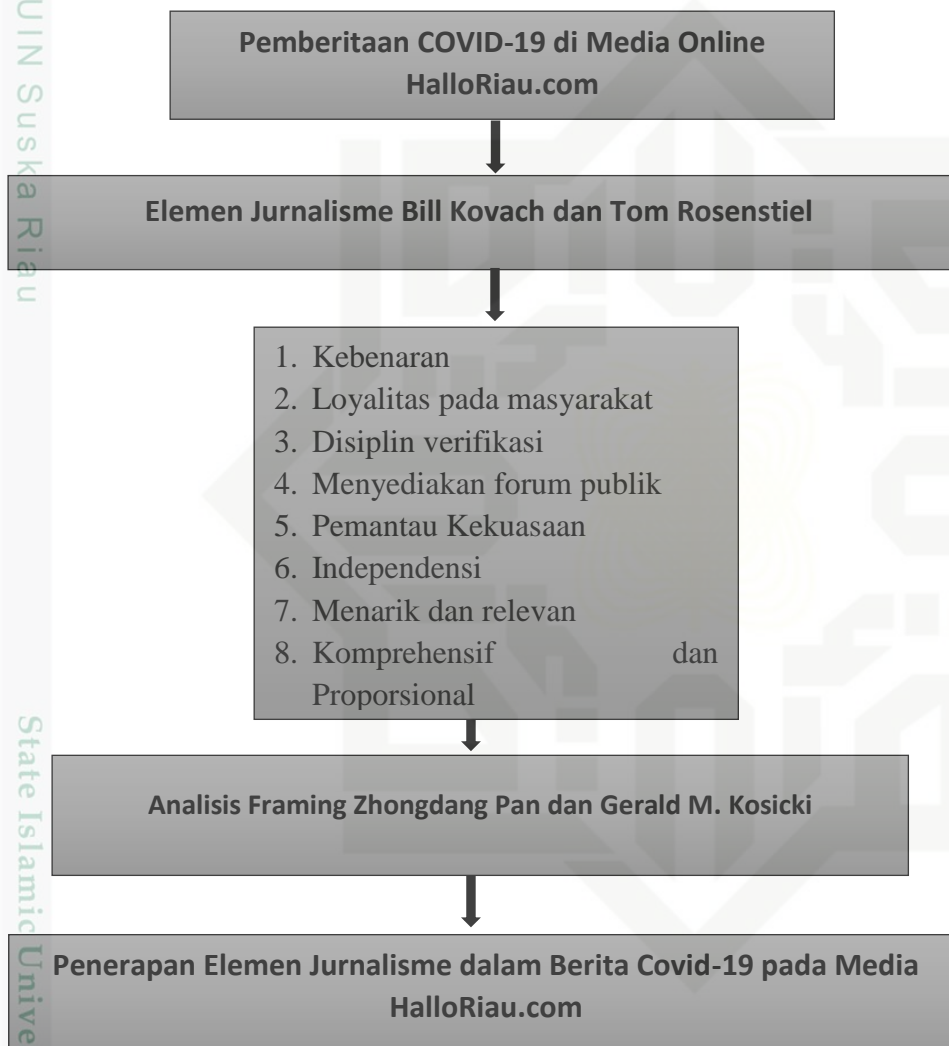 UIN Suska Riau
Pemberitaan COVID-19 di Media Online
HalloRiau.com
Elemen Jurnalisme Bill Kovach dan Tom Rosenstiel
1. Kebenaran
2. Loyalitas pada masyarakat
3. Disiplin verifikasi
4. Menyediakan forum publik
5. Pemantau Kekuasaan
6. Independensi
7. Menarik dan relevan
8. Komprehensif dan
Proporsional
Analisis Framing Zhongdang Pan dan Gerald M. Kosicki
Penerapan Elemen Jurnalisme dalam Berita Covid-19 pada Media
HalloRiau.com
State Islamic Unive